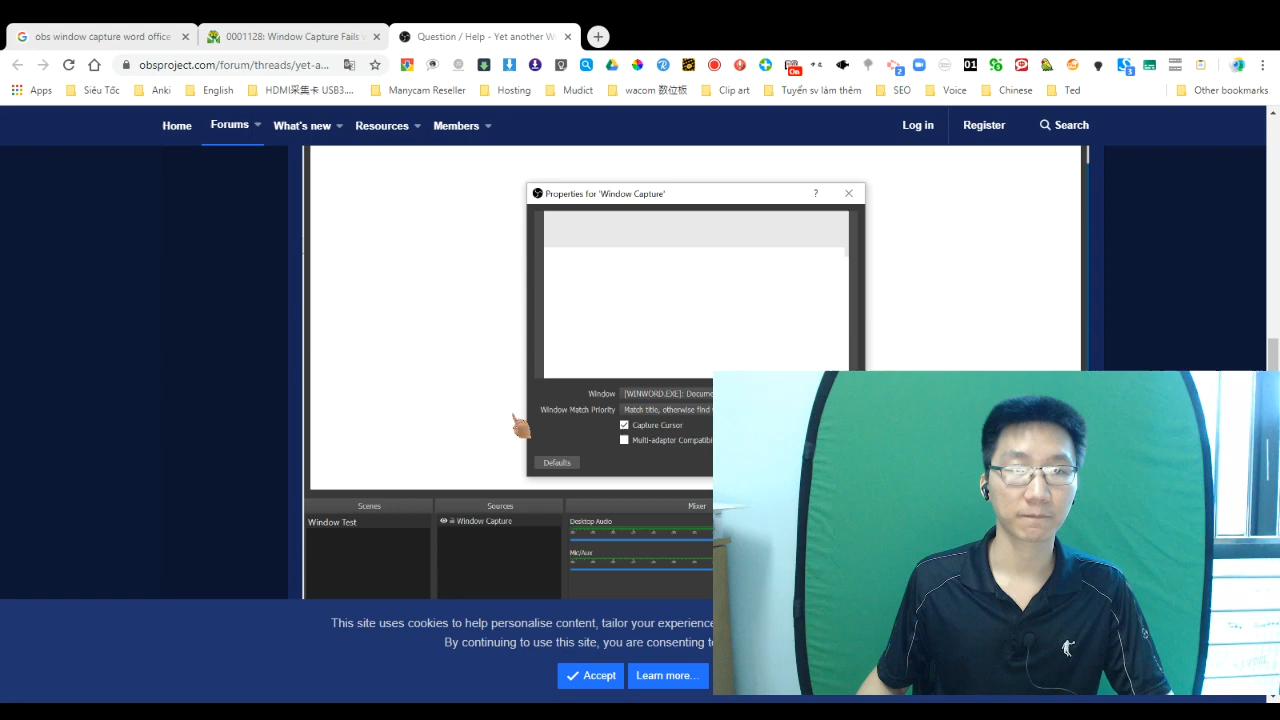 obs window capture word office
0001128: Window Capture Fails
Question / Help - Yet another W
obsproject.com/forum/threads/yet-a...
On
2
01
3
Apps
Siêu Tốc
Anki
English
HDMI采集卡 USB3...
Manycam Reseller
Hosting
Mudict
wacom 数位板
Clip art
Tuyển sv làm thêm
SEO
Voice
Chinese
Ted
Other bookmarks
Home
Forums
What's new
Resources
Members
Log in
Register
Search
Properties for 'Window Capture'
?
Window
[WINWORD.EXE]: Docume
Window Match Priority
Match title, otherwise find
Capture Cursor
Multi-adapter Compatibi
Defaults
Scenes
Sources
Mixer
Window Test
Window Capture
Desktop Audio
Mic/Aux
This site uses cookies to help personalise content, tailor your experience
By continuing to use this site, you are consenting to
Accept
Learn more...